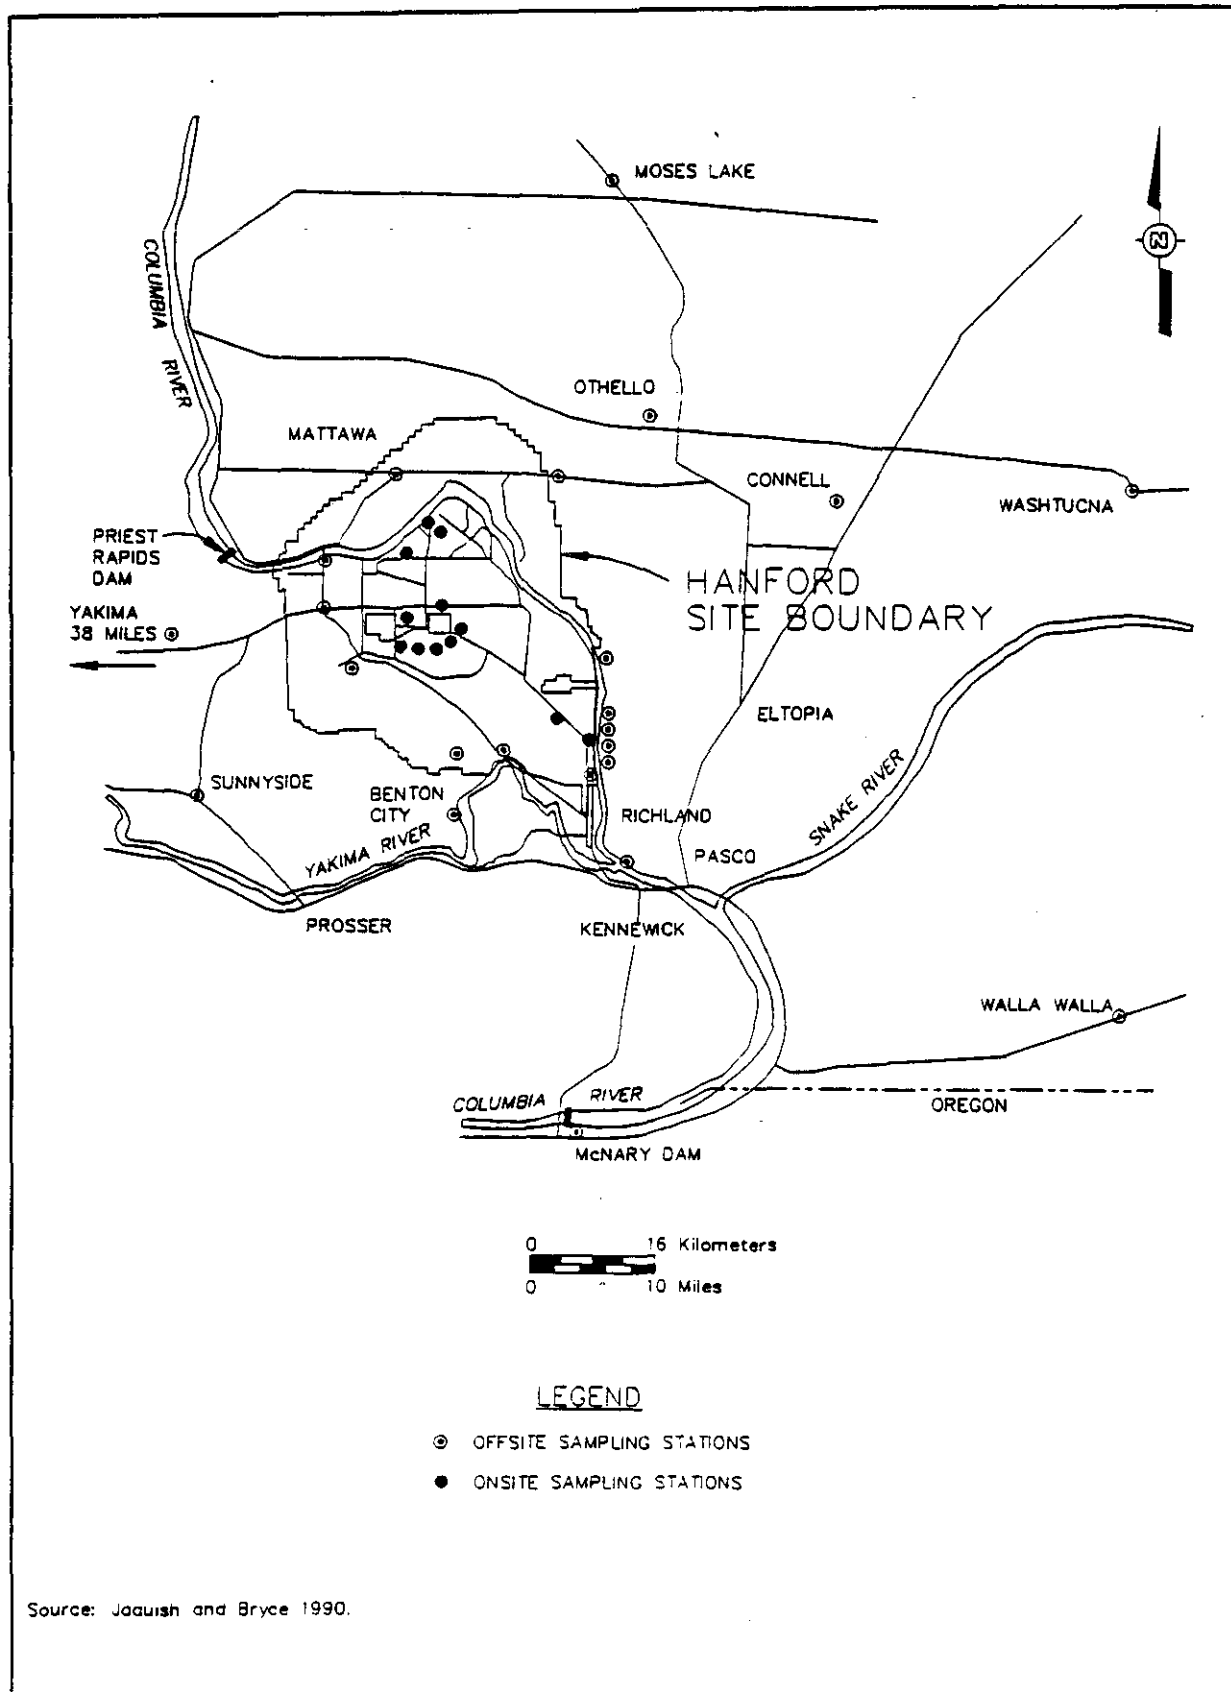 MOSES LAKE
N
COLUMBIA
RIVER
OTHELLO
MATTAWA
CONNELL
WASHTUCNA
PRIEST
RAPIDS
DAM
HANFORD
SITE BOUNDARY
YAKIMA
38 MILES
ELTOPIA
SUNNYSIDE
BENTON
CITY
RICHLAND
SNAKE RIVER
YAKIMA RIVER
PASCO
PROSSER
KENNEWICK
WALLA WALLA
COLUMBIA RIVER
OREGON
McNARY DAM
0 16 Kilometers
0 10 Miles
LEGEND
OFFSITE SAMPLING STATIONS
ONSITE SAMPLING STATIONS
Source: Jaquish and Bryce 1990.